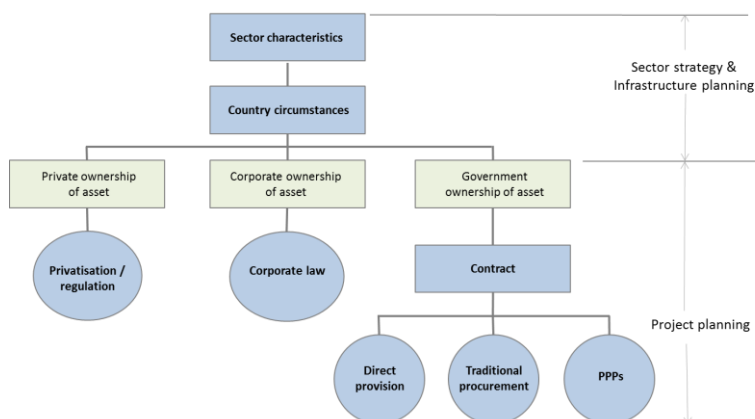 Sector characteristics
Sector strategy &
Infrastructure planning
Country circumstances
Private ownership
of asset
Corporate ownership
of asset
Government
ownership of asset
Privatisation /
regulation
Corporate law
Contract
Project planning
Direct
provision
Traditional
procurement
PPPs